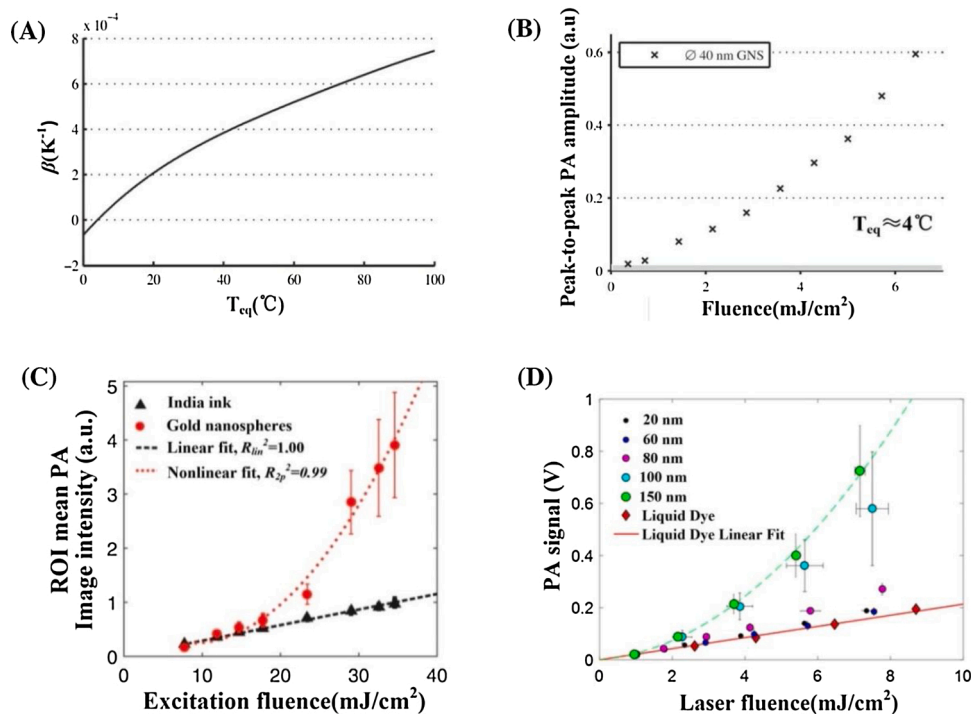 (A)
x 10⁻⁴
8
6
4
2
0
−2
β(K⁻¹)
0 20 40 60 80 100
T_eq(℃)
(B)
Peak-to-peak PA amplitude (a.u)
0.6
0.4
0.2
0
× Ø 40 nm GNS
T_eq≈4℃
0 2 4 6
Fluence(mJ/cm²)
(C)
ROI mean PA
Image intensity (a.u.)
5
4
3
2
1
0
India ink
Gold nanospheres
Linear fit, R_lin²=1.00
Nonlinear fit, R_2p²=0.99
0 10 20 30 40
Excitation fluence(mJ/cm²)
(D)
PA signal (V)
1
0.8
0.6
0.4
0.2
0
20 nm
60 nm
80 nm
100 nm
150 nm
Liquid Dye
Liquid Dye Linear Fit
0 2 4 6 8 10
Laser fluence(mJ/cm²)